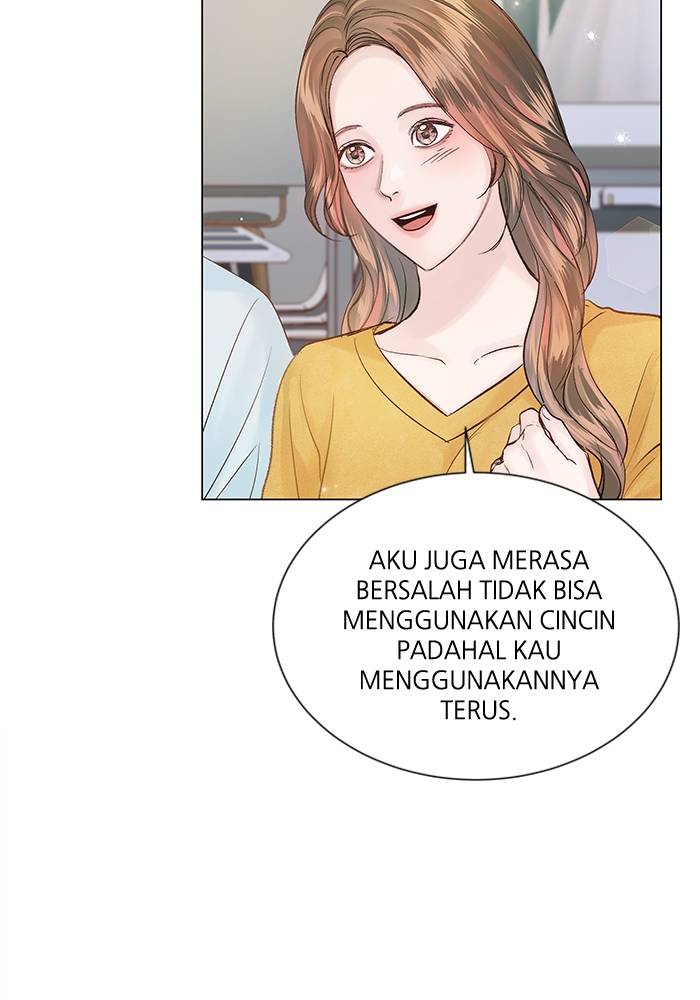 AKU JUGA MERASA
BERSALAH TIDAK BISA
MENGGUNAKAN CINCIN
PADAHAL KAU
MENGGUNAKANNYA
TERUS.